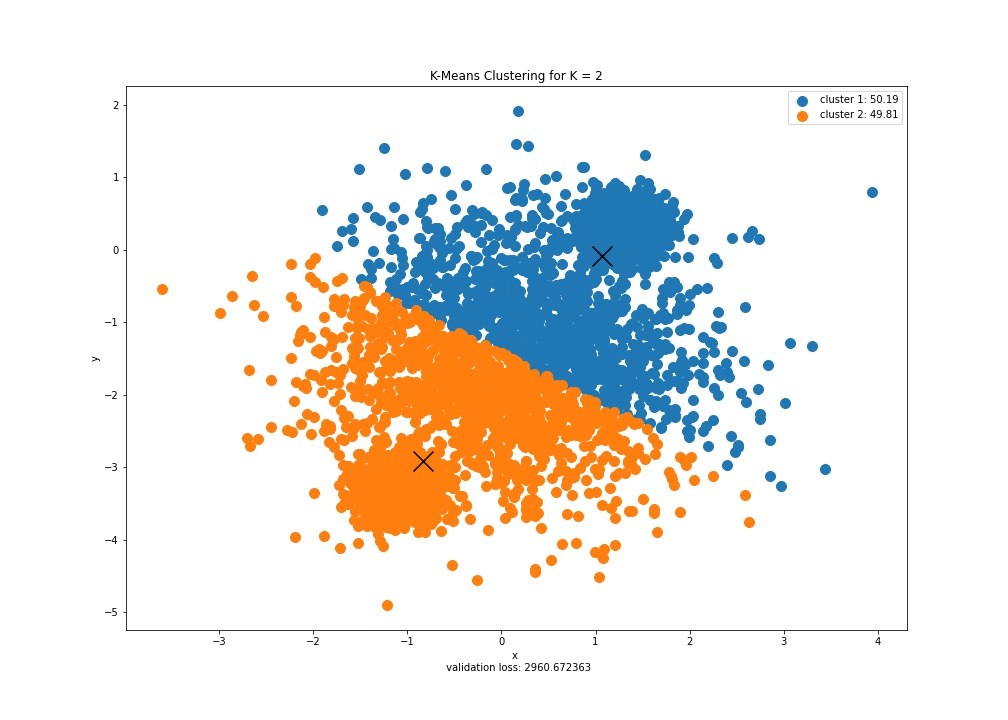 K-Means Clustering for K = 2
cluster 1: 50.19
cluster 2: 49.81
2
1
0
−1
−2
−3
−4
−5
y
−3 −2 −1 0 1 2 3 4
x
validation loss: 2960.672363